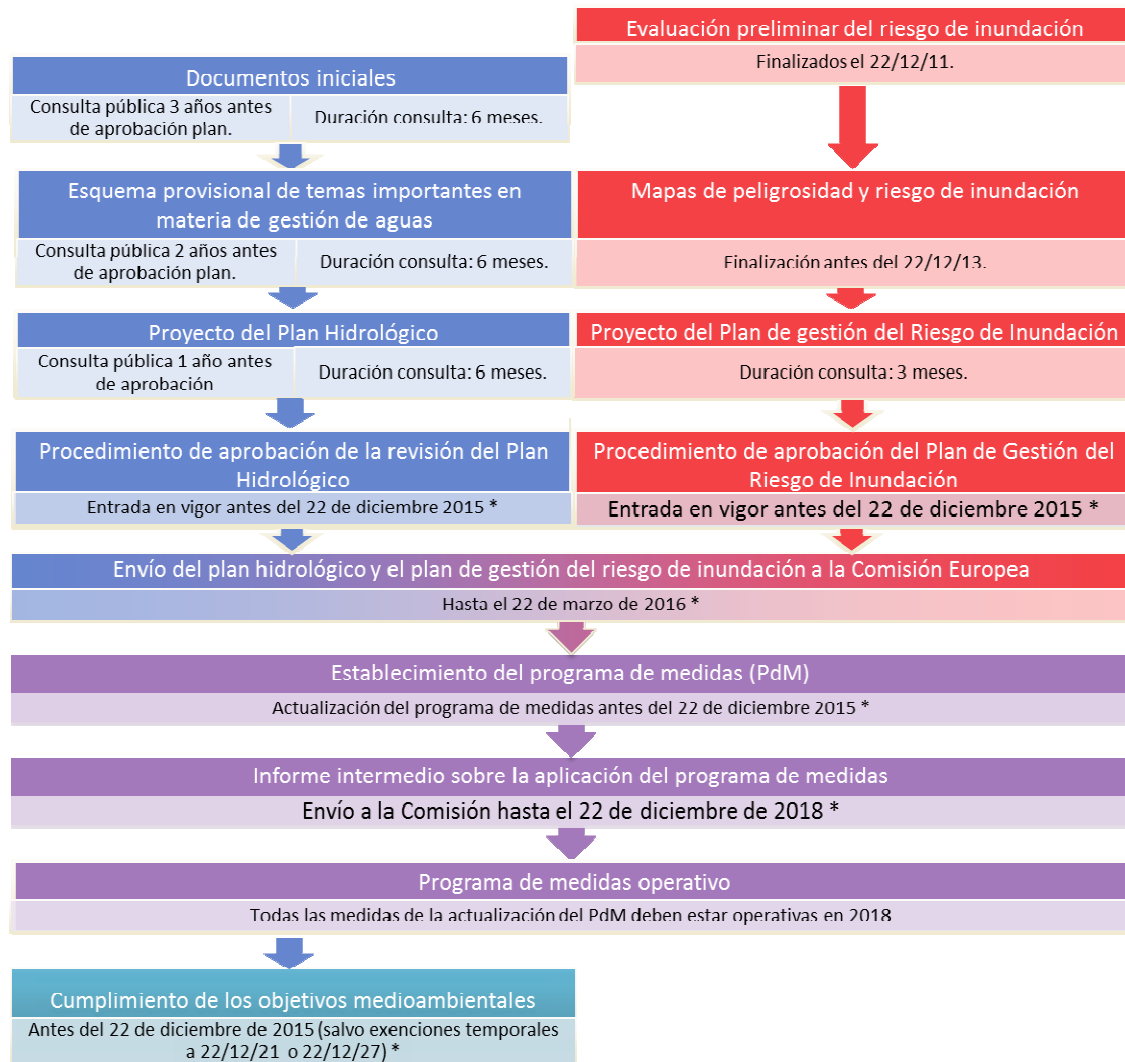 Evaluación preliminar del riesgo de inundación
Finalizados el 22/12/11.
Documentos iniciales
Consulta pública 3 años antes
de aprobación plan.
Duración consulta: 6 meses.
Esquema provisional de temas importantes en
materia de gestión de aguas
Consulta pública 2 años antes
de aprobación plan.
Duración consulta: 6 meses.
Mapas de peligrosidad y riesgo de inundación
Finalización antes del 22/12/13.
Proyecto del Plan Hidrológico
Consulta pública 1 año antes
de aprobación
Duración consulta: 6 meses.
Proyecto del Plan de gestión del Riesgo de Inundación
Duración consulta: 3 meses.
Procedimiento de aprobación de la revisión del Plan
Hidrológico
Entrada en vigor antes del 22 de diciembre 2015 *
Procedimiento de aprobación del Plan de Gestión del
Riesgo de Inundación
Entrada en vigor antes del 22 de diciembre 2015 *
Envío del plan hidrológico y el plan de gestión del riesgo de inundación a la Comisión Europea
Hasta el 22 de marzo de 2016 *
Establecimiento del programa de medidas (PdM)
Actualización del programa de medidas antes del 22 de diciembre 2015 *
Informe intermedio sobre la aplicación del programa de medidas
Envío a la Comisión hasta el 22 de diciembre de 2018 *
Programa de medidas operativo
Todas las medidas de la actualización del PdM deben estar operativas en 2018
Cumplimiento de los objetivos medioambientales
Antes del 22 de diciembre de 2015 (salvo exenciones temporales
a 22/12/21 o 22/12/27) *